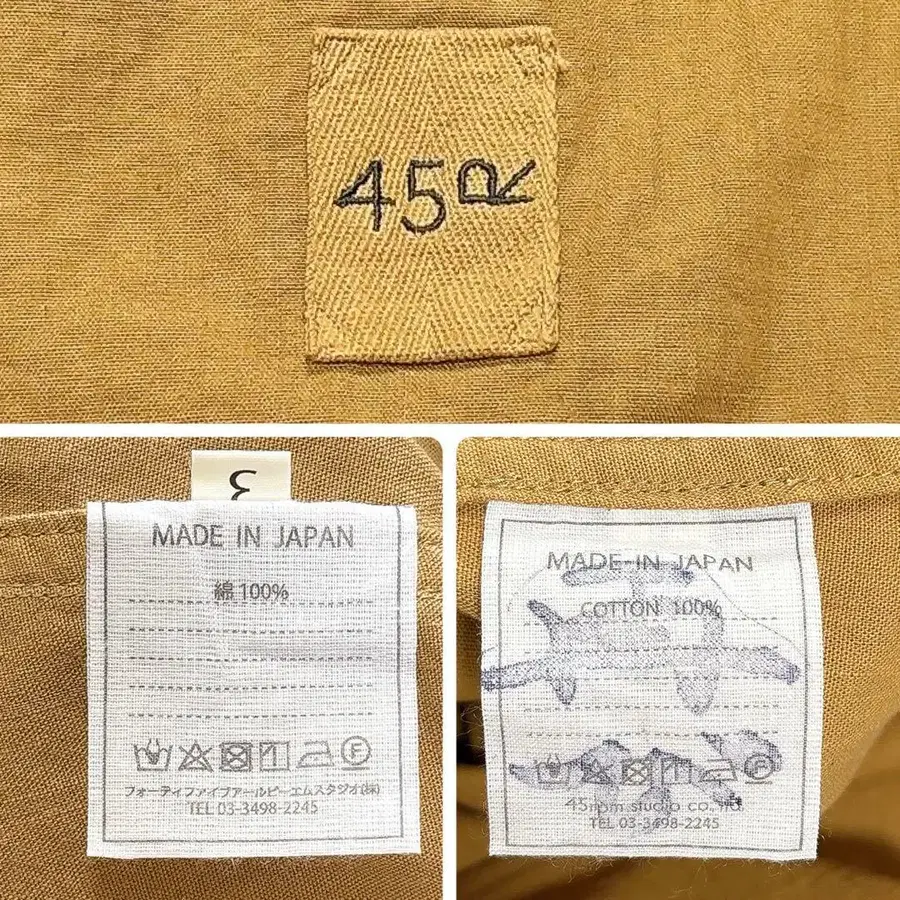 45R
3
MADE IN JAPAN
綿100%
フォーティファイブアールピーエムスタジオ(株)
TEL 03-3498-2245
MADE IN JAPAN
COTTON 100%
45rpm studio co. ltd.
TEL 03-3498-2245